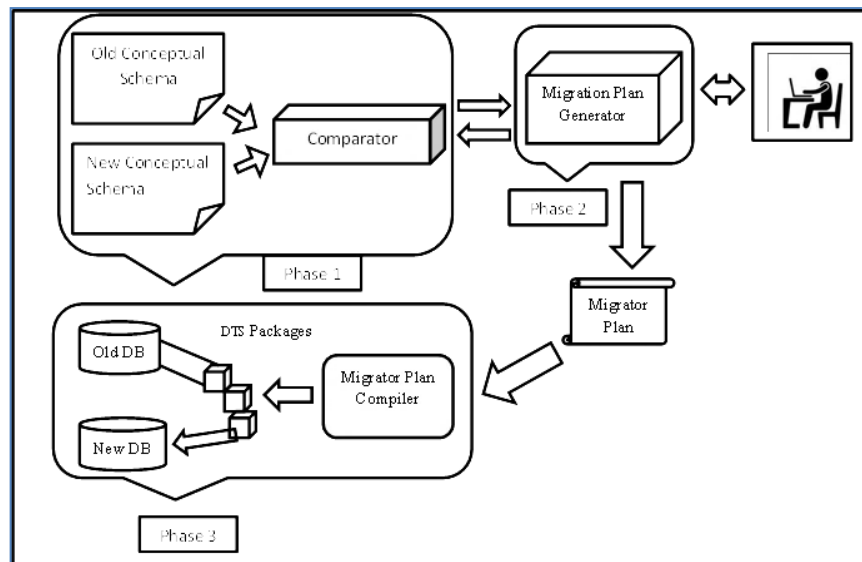 Old Conceptual
Schema
New Conceptual
Schema
Comparator
Phase 1
Migration Plan
Generator
Phase 2
Migrator
Plan
DTS Packages
Old DB
New DB
Migrator Plan
Compiler
Phase 3